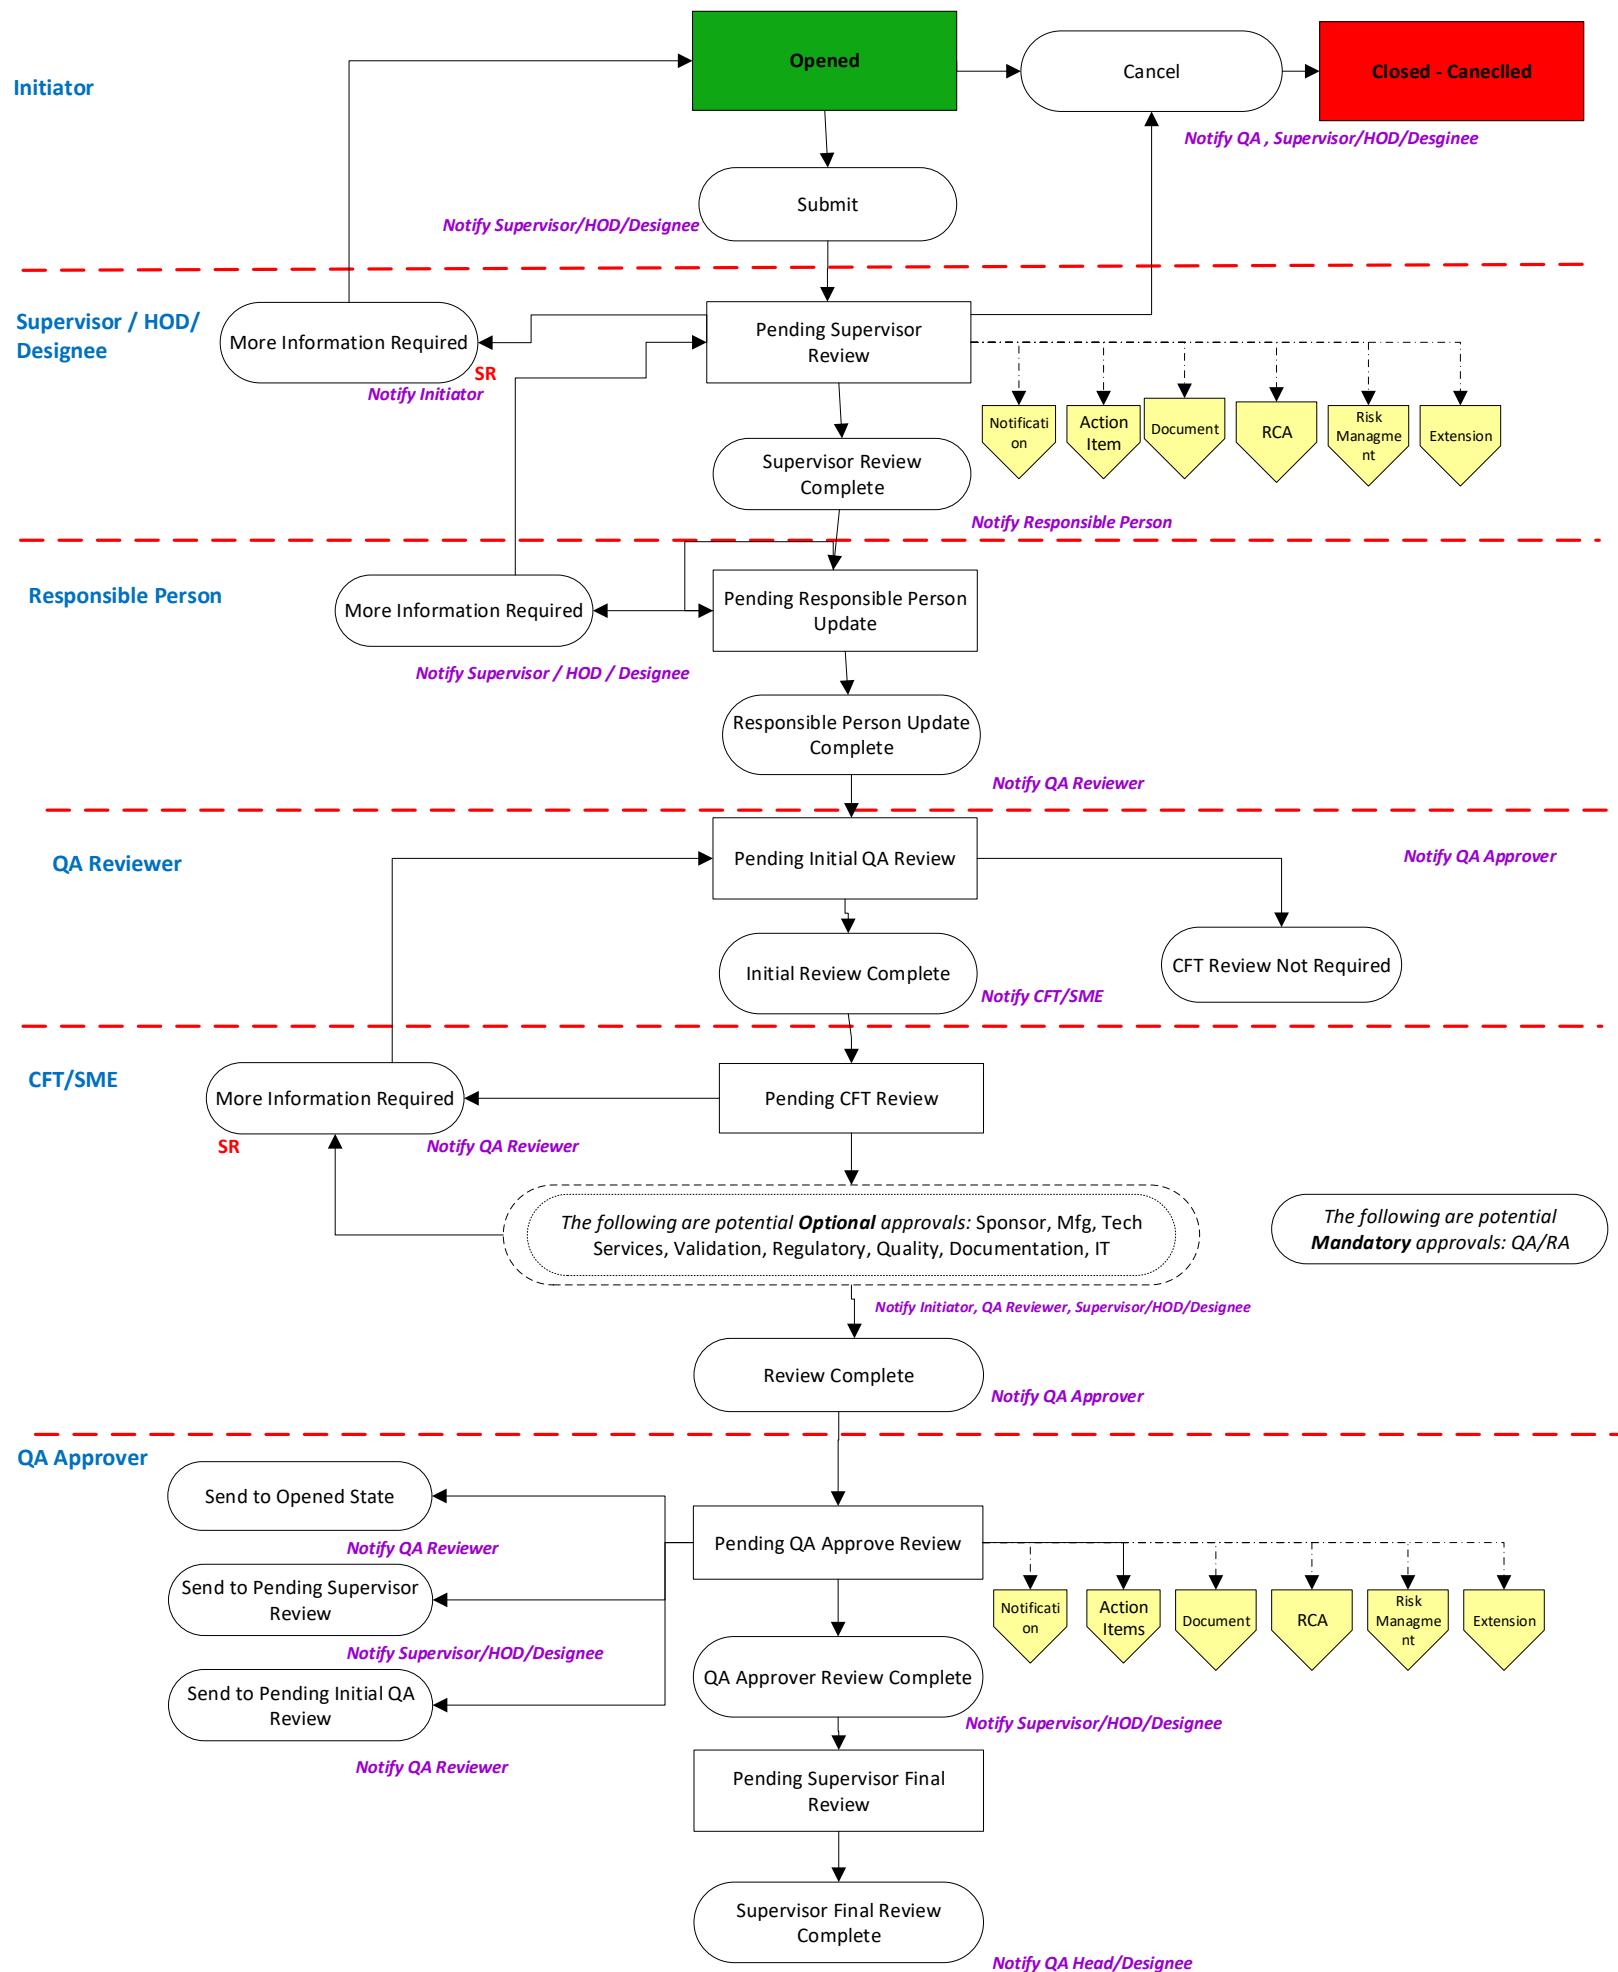 Initiator
Opened
Cancel
Closed - Caneclled
Notify QA , Supervisor/HOD/Desginee
Submit
Notify Supervisor/HOD/Designee
Supervisor / HOD/
Designee
More Information Required
SR
Notify Initiator
Pending Supervisor
Review
Notificati
on
Action
Item
Document
RCA
Risk
Managme
nt
Extension
Supervisor Review
Complete
Notify Responsible Person
Responsible Person
More Information Required
Pending Responsible Person
Update
Notify Supervisor / HOD / Designee
Responsible Person Update
Complete
Notify QA Reviewer
QA Reviewer
Pending Initial QA Review
Notify QA Approver
Initial Review Complete
CFT Review Not Required
Notify CFT/SME
CFT/SME
More Information Required
Pending CFT Review
SR
Notify QA Reviewer
The following are potential Optional approvals: Sponsor, Mfg, Tech
Services, Validation, Regulatory, Quality, Documentation, IT
The following are potential
Mandatory approvals: QA/RA
Notify Initiator, QA Reviewer, Supervisor/HOD/Designee
Review Complete
Notify QA Approver
QA Approver
Send to Opened State
Notify QA Reviewer
Pending QA Approve Review
Send to Pending Supervisor
Review
Notify Supervisor/HOD/Designee
Notificati
on
Action
Items
Document
RCA
Risk
Managme
nt
Extension
QA Approver Review Complete
Send to Pending Initial QA
Review
Notify Supervisor/HOD/Designee
Notify QA Reviewer
Pending Supervisor Final
Review
Supervisor Final Review
Complete
Notify QA Head/Designee